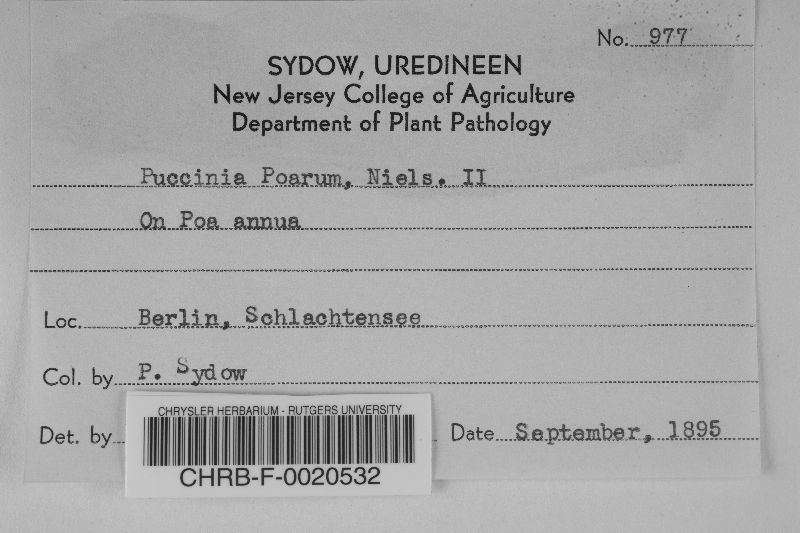 No. 977
SYDOW, UREDINEEN
New Jersey College of Agriculture
Department of Plant Pathology
Puccinia Poarum, Niels. II
On Poa annua
Loc. Berlin, Schlachtensee
Col. by P. Sydow
Det. by Date September, 1895
CHRYSLER HERBARIUM - RUTGERS UNIVERSITY
CHRB-F-0020532